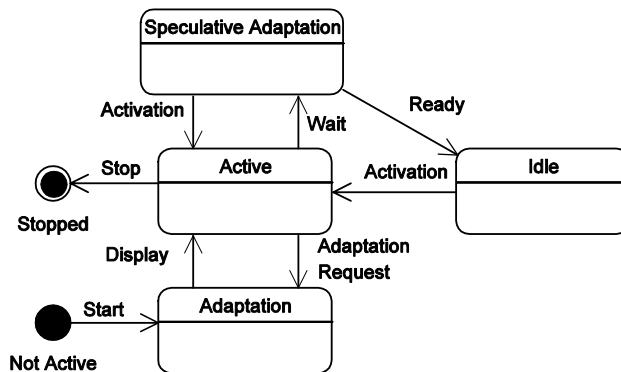 Speculative Adaptation
Activation
Wait
Ready
Stop
Active
Activation
Idle
Stopped
Display
Adaptation
Request
Start
Adaptation
Not Active